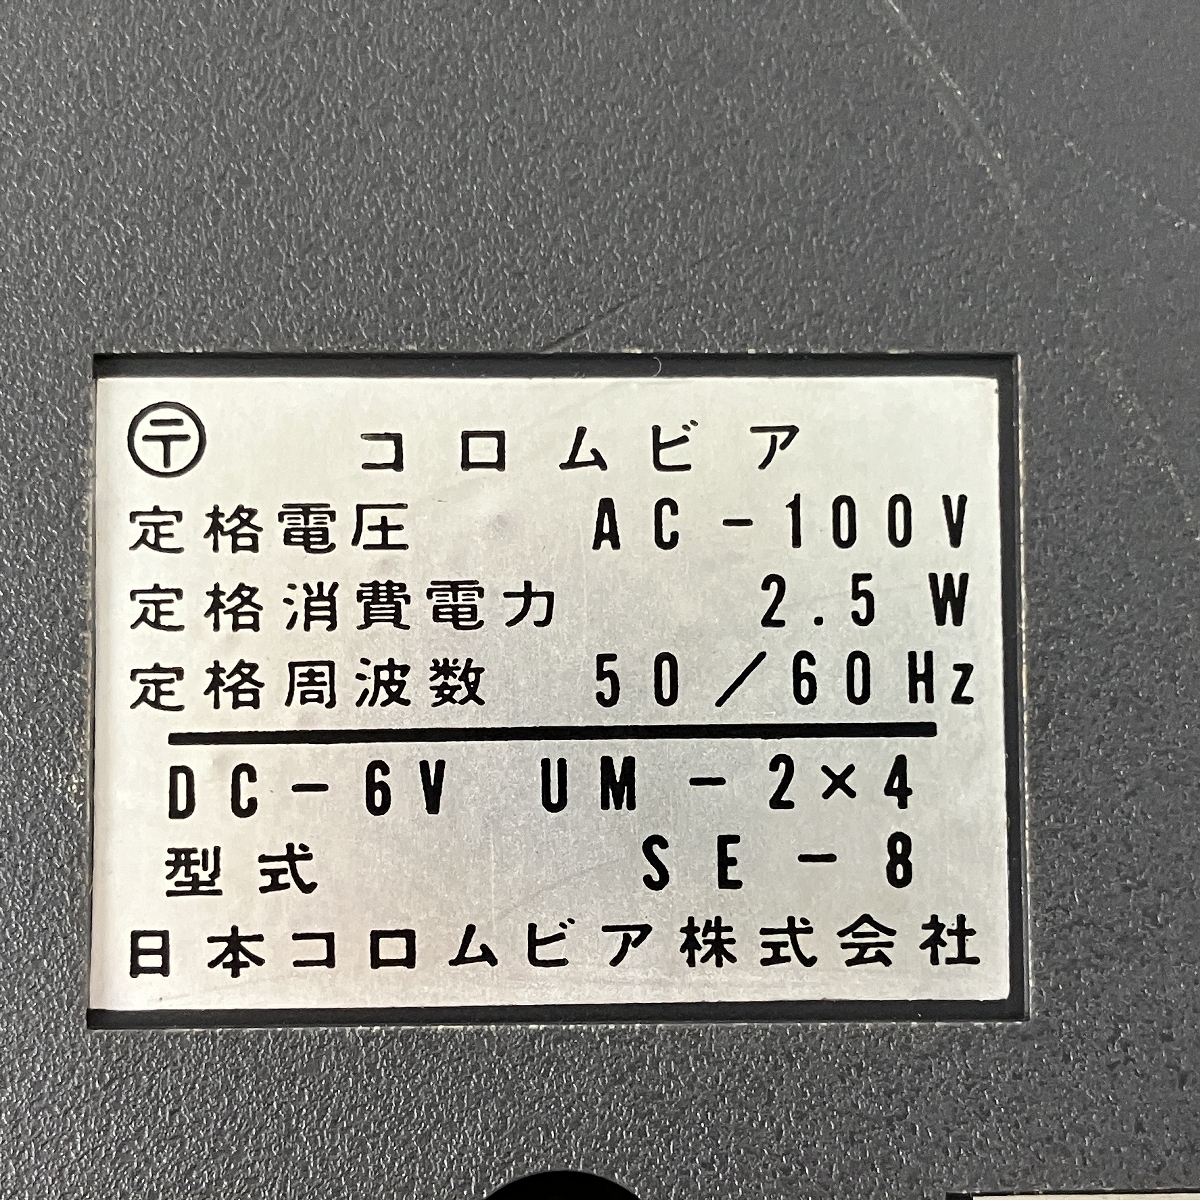 〶 コロムビア
定格電圧 AC-100V
定格消費電力 2.5W
定格周波数 50/60Hz
DC-6V UM-2×4
型式 SE-8
日本コロムビア株式会社